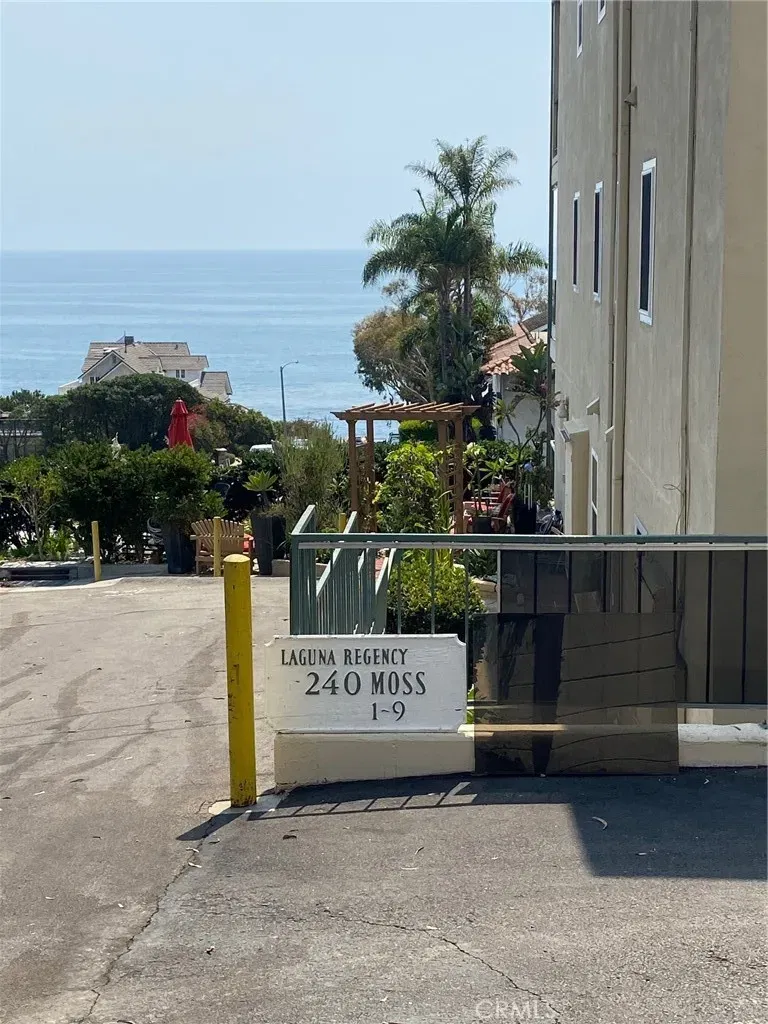 LAGUNA REGENCY
240 MOSS
1-9
CRMLS